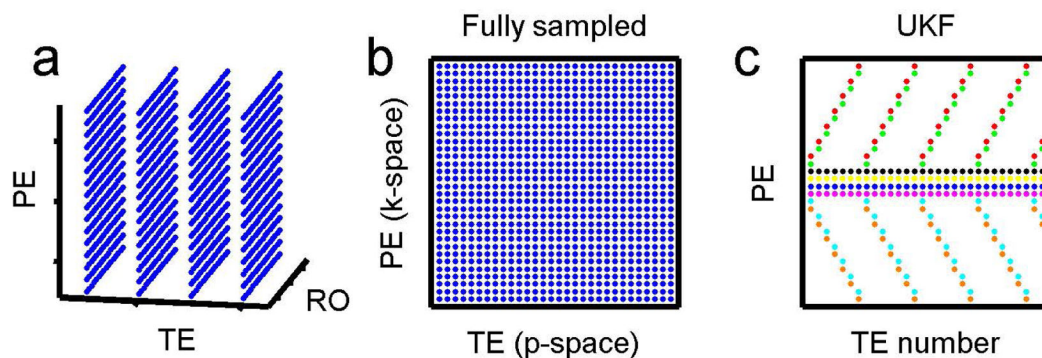 a
PE
TE
RO
Fully sampled
b
PE (k-space)
TE (p-space)
UKF
c
PE
TE number